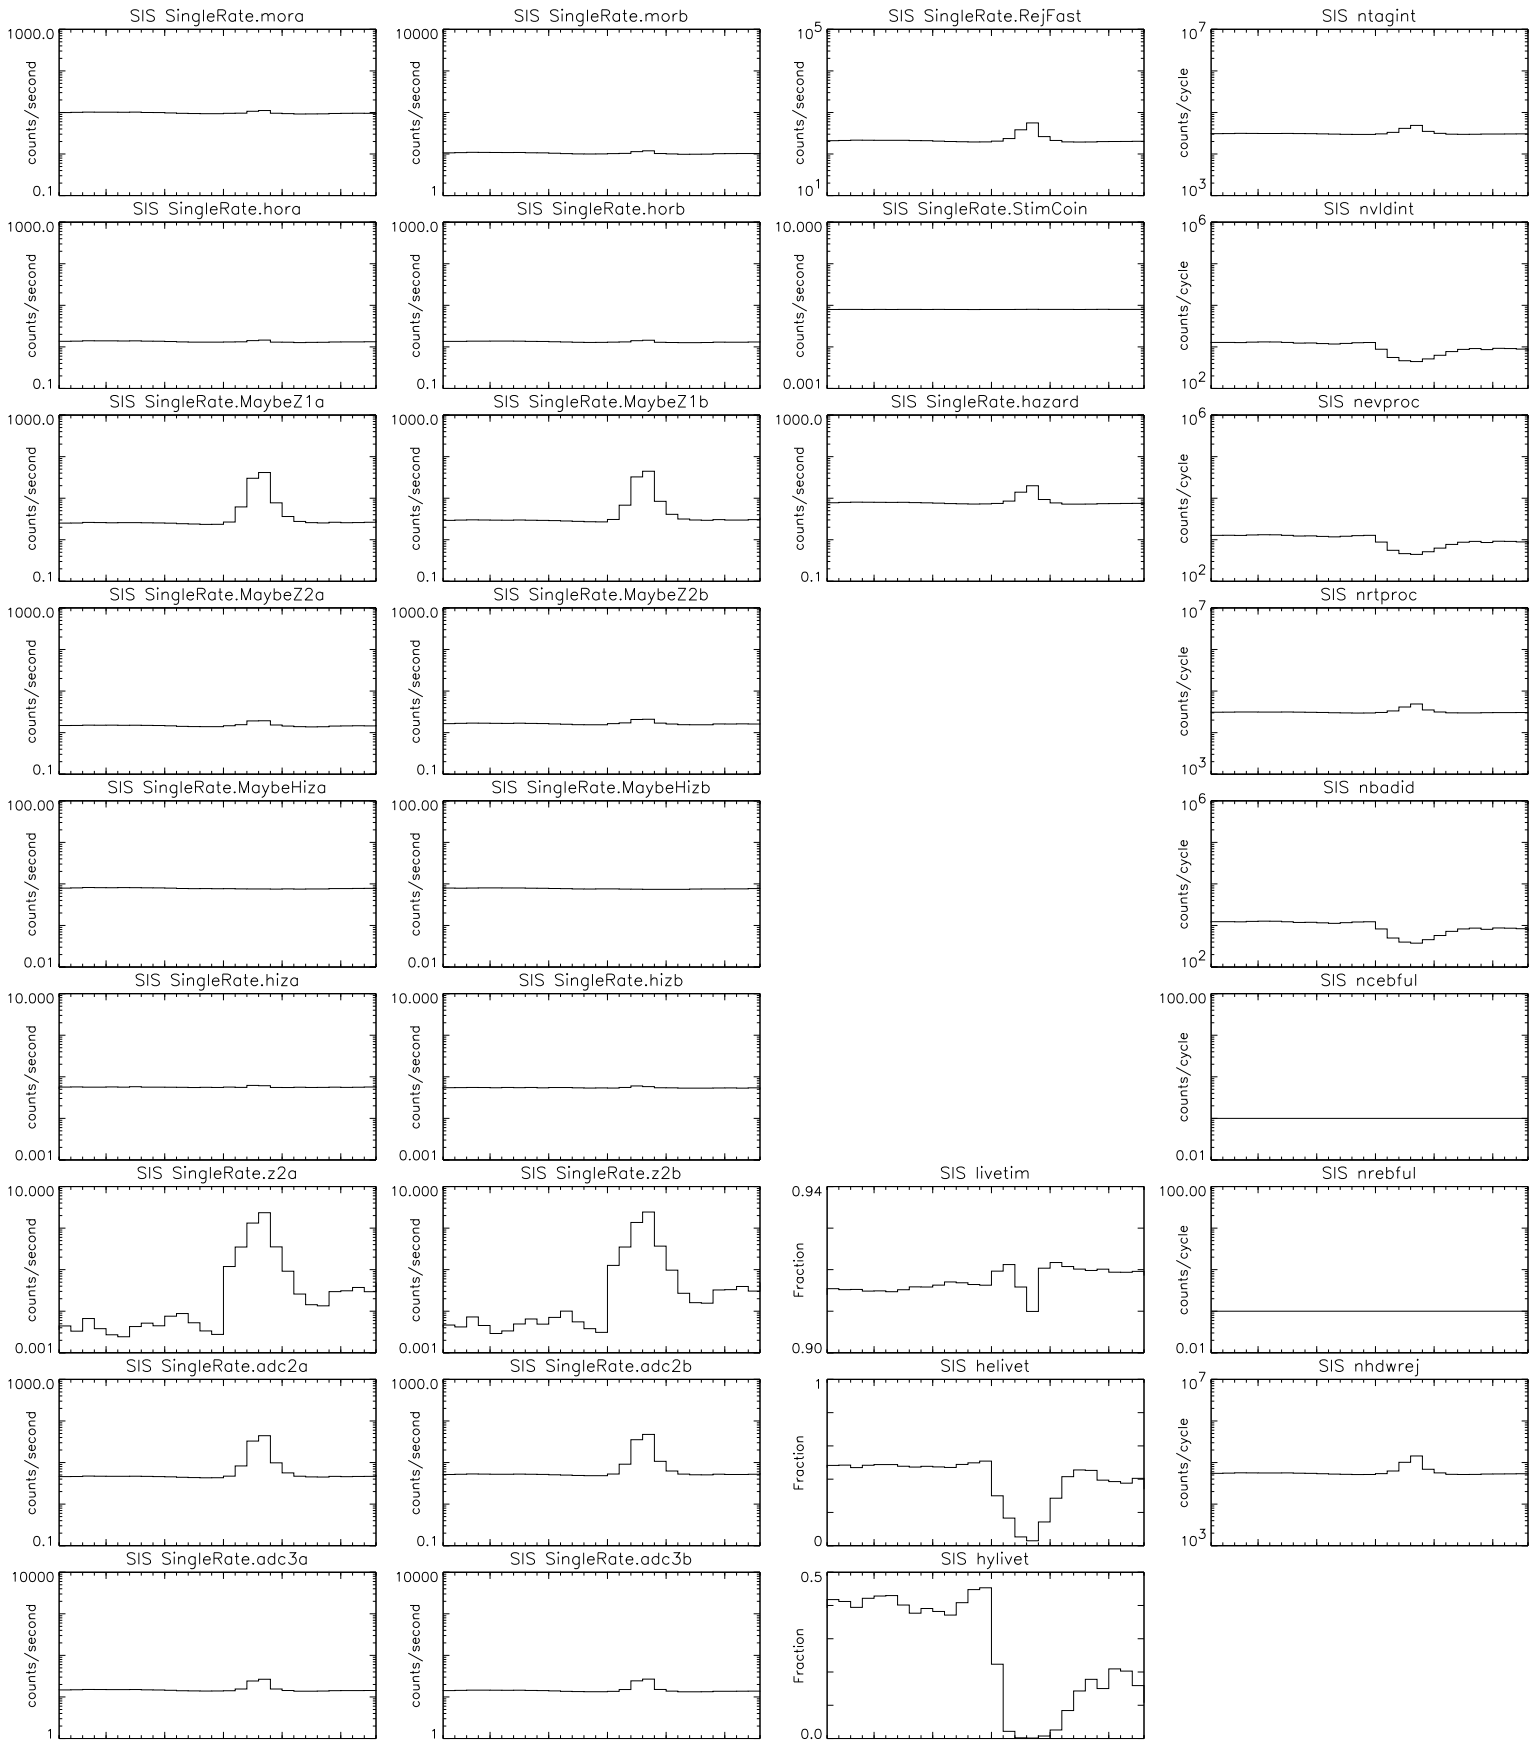 SIS SingleRate.mora
1000.0
counts/second
0.1
SIS SingleRate.morb
10000
counts/second
1
SIS SingleRate.RejFast
10^5
counts/second
10^1
SIS ntagint
10^7
counts/cycle
10^3
SIS SingleRate.hora
1000.0
counts/second
0.1
SIS SingleRate.horb
1000.0
counts/second
0.1
SIS SingleRate.StimCoin
10.000
counts/second
0.001
SIS nvldint
10^6
counts/cycle
10^2
SIS SingleRate.MaybeZ1a
1000.0
counts/second
0.1
SIS SingleRate.MaybeZ1b
1000.0
counts/second
0.1
SIS SingleRate.hazard
1000.0
counts/second
0.1
SIS nevproc
10^6
counts/cycle
10^2
SIS SingleRate.MaybeZ2a
1000.0
counts/second
0.1
SIS SingleRate.MaybeZ2b
1000.0
counts/second
0.1
SIS nrtproc
10^7
counts/cycle
10^3
SIS SingleRate.MaybeHiza
100.00
counts/second
0.01
SIS SingleRate.MaybeHizb
100.00
counts/second
0.01
SIS nbadid
10^6
counts/cycle
10^2
SIS SingleRate.hiza
10.000
counts/second
0.001
SIS SingleRate.hizb
10.000
counts/second
0.001
SIS ncebful
100.00
counts/cycle
0.01
SIS SingleRate.z2a
10.000
counts/second
0.001
SIS SingleRate.z2b
10.000
counts/second
0.001
SIS livetim
0.94
Fraction
0.90
SIS nrebful
100.00
counts/cycle
0.01
SIS SingleRate.adc2a
1000.0
counts/second
0.1
SIS SingleRate.adc2b
1000.0
counts/second
0.1
SIS helivet
1
Fraction
0
SIS nhdwrej
10^7
counts/cycle
10^3
SIS SingleRate.adc3a
10000
counts/second
1
SIS SingleRate.adc3b
10000
counts/second
1
SIS hylivet
0.5
Fraction
0.0